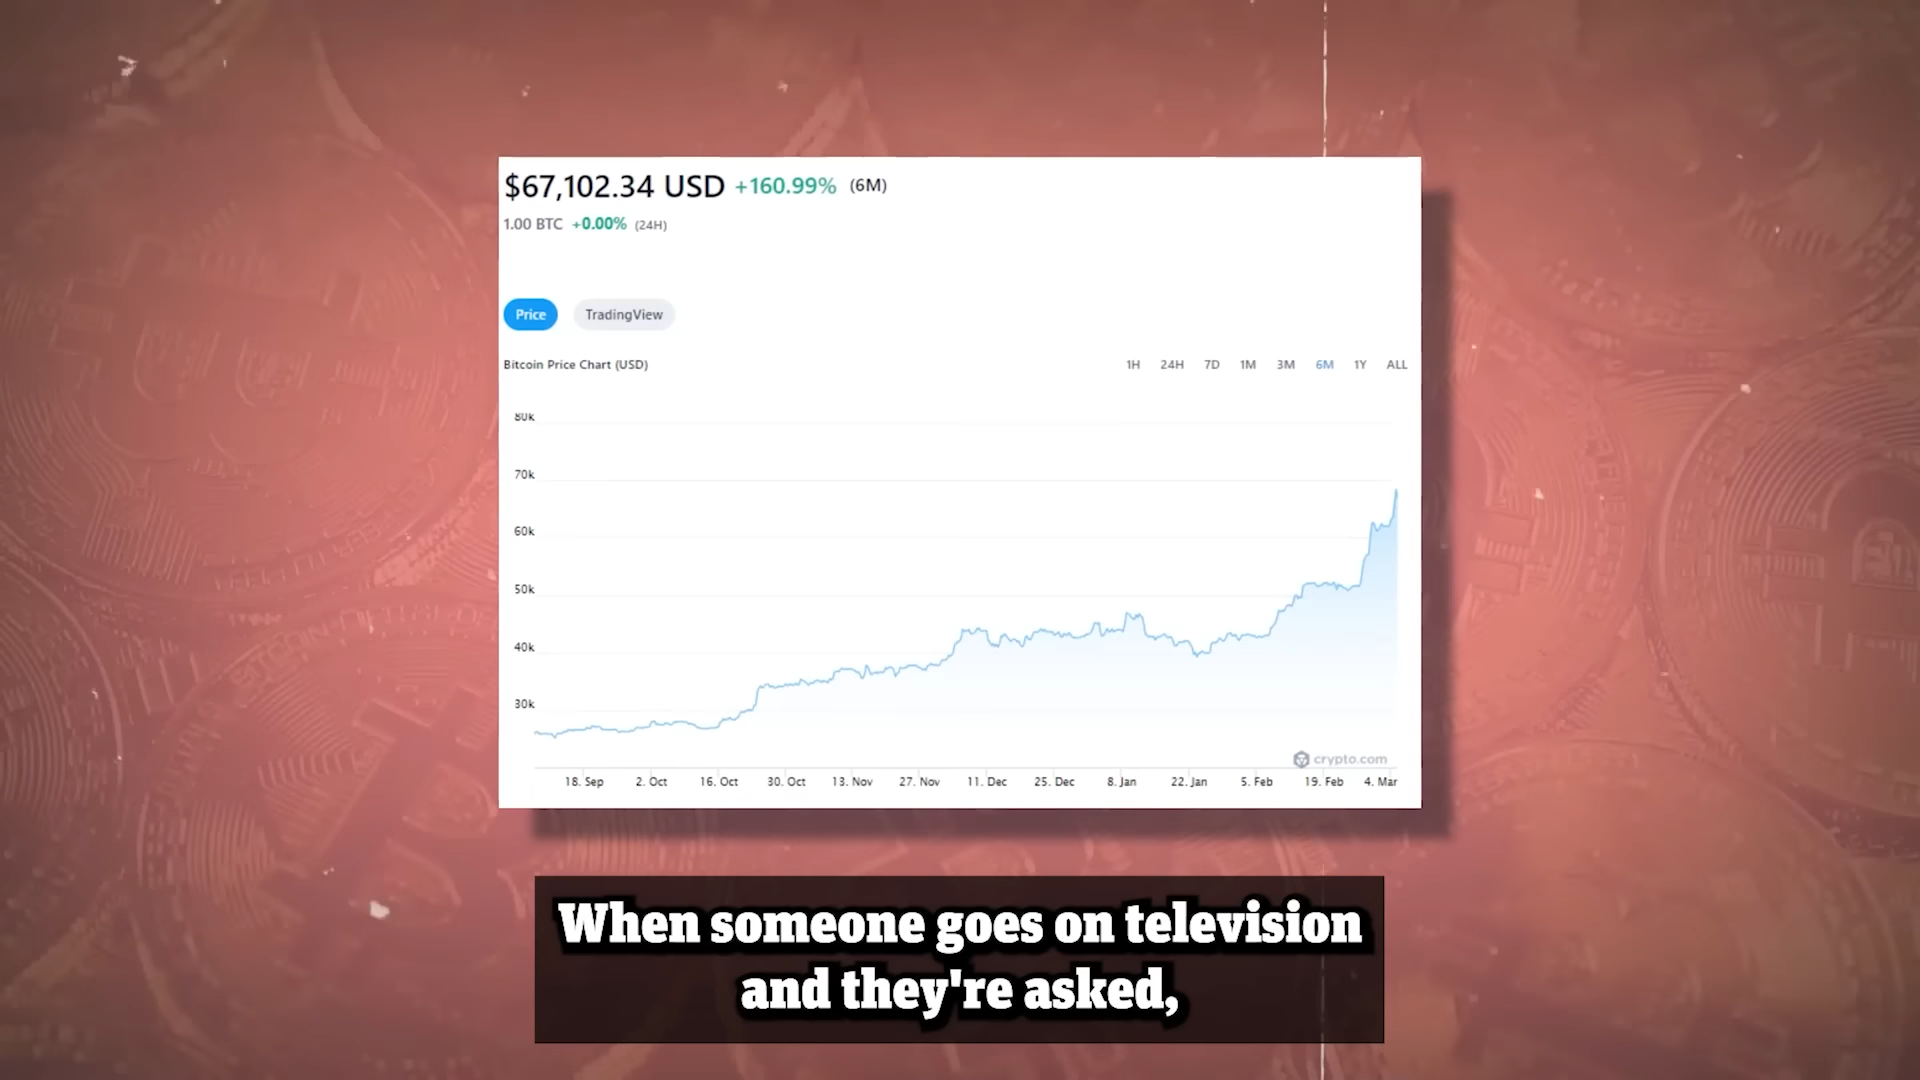 $67,102.34 USD +160.99% (6M)
1.00 BTC +0.00% (24H)
Price TradingView
Bitcoin Price Chart (USD) 1H 24H 7D 1M 3M 6M 1Y ALL
80k
70k
60k
50k
40k
30k
crypto.com
18. Sep 2. Oct 16. Oct 30. Oct 13. Nov 27. Nov 11. Dec 25. Dec 8. Jan 22. Jan 5. Feb 19. Feb 4. Mar
When someone goes on television
and they're asked,